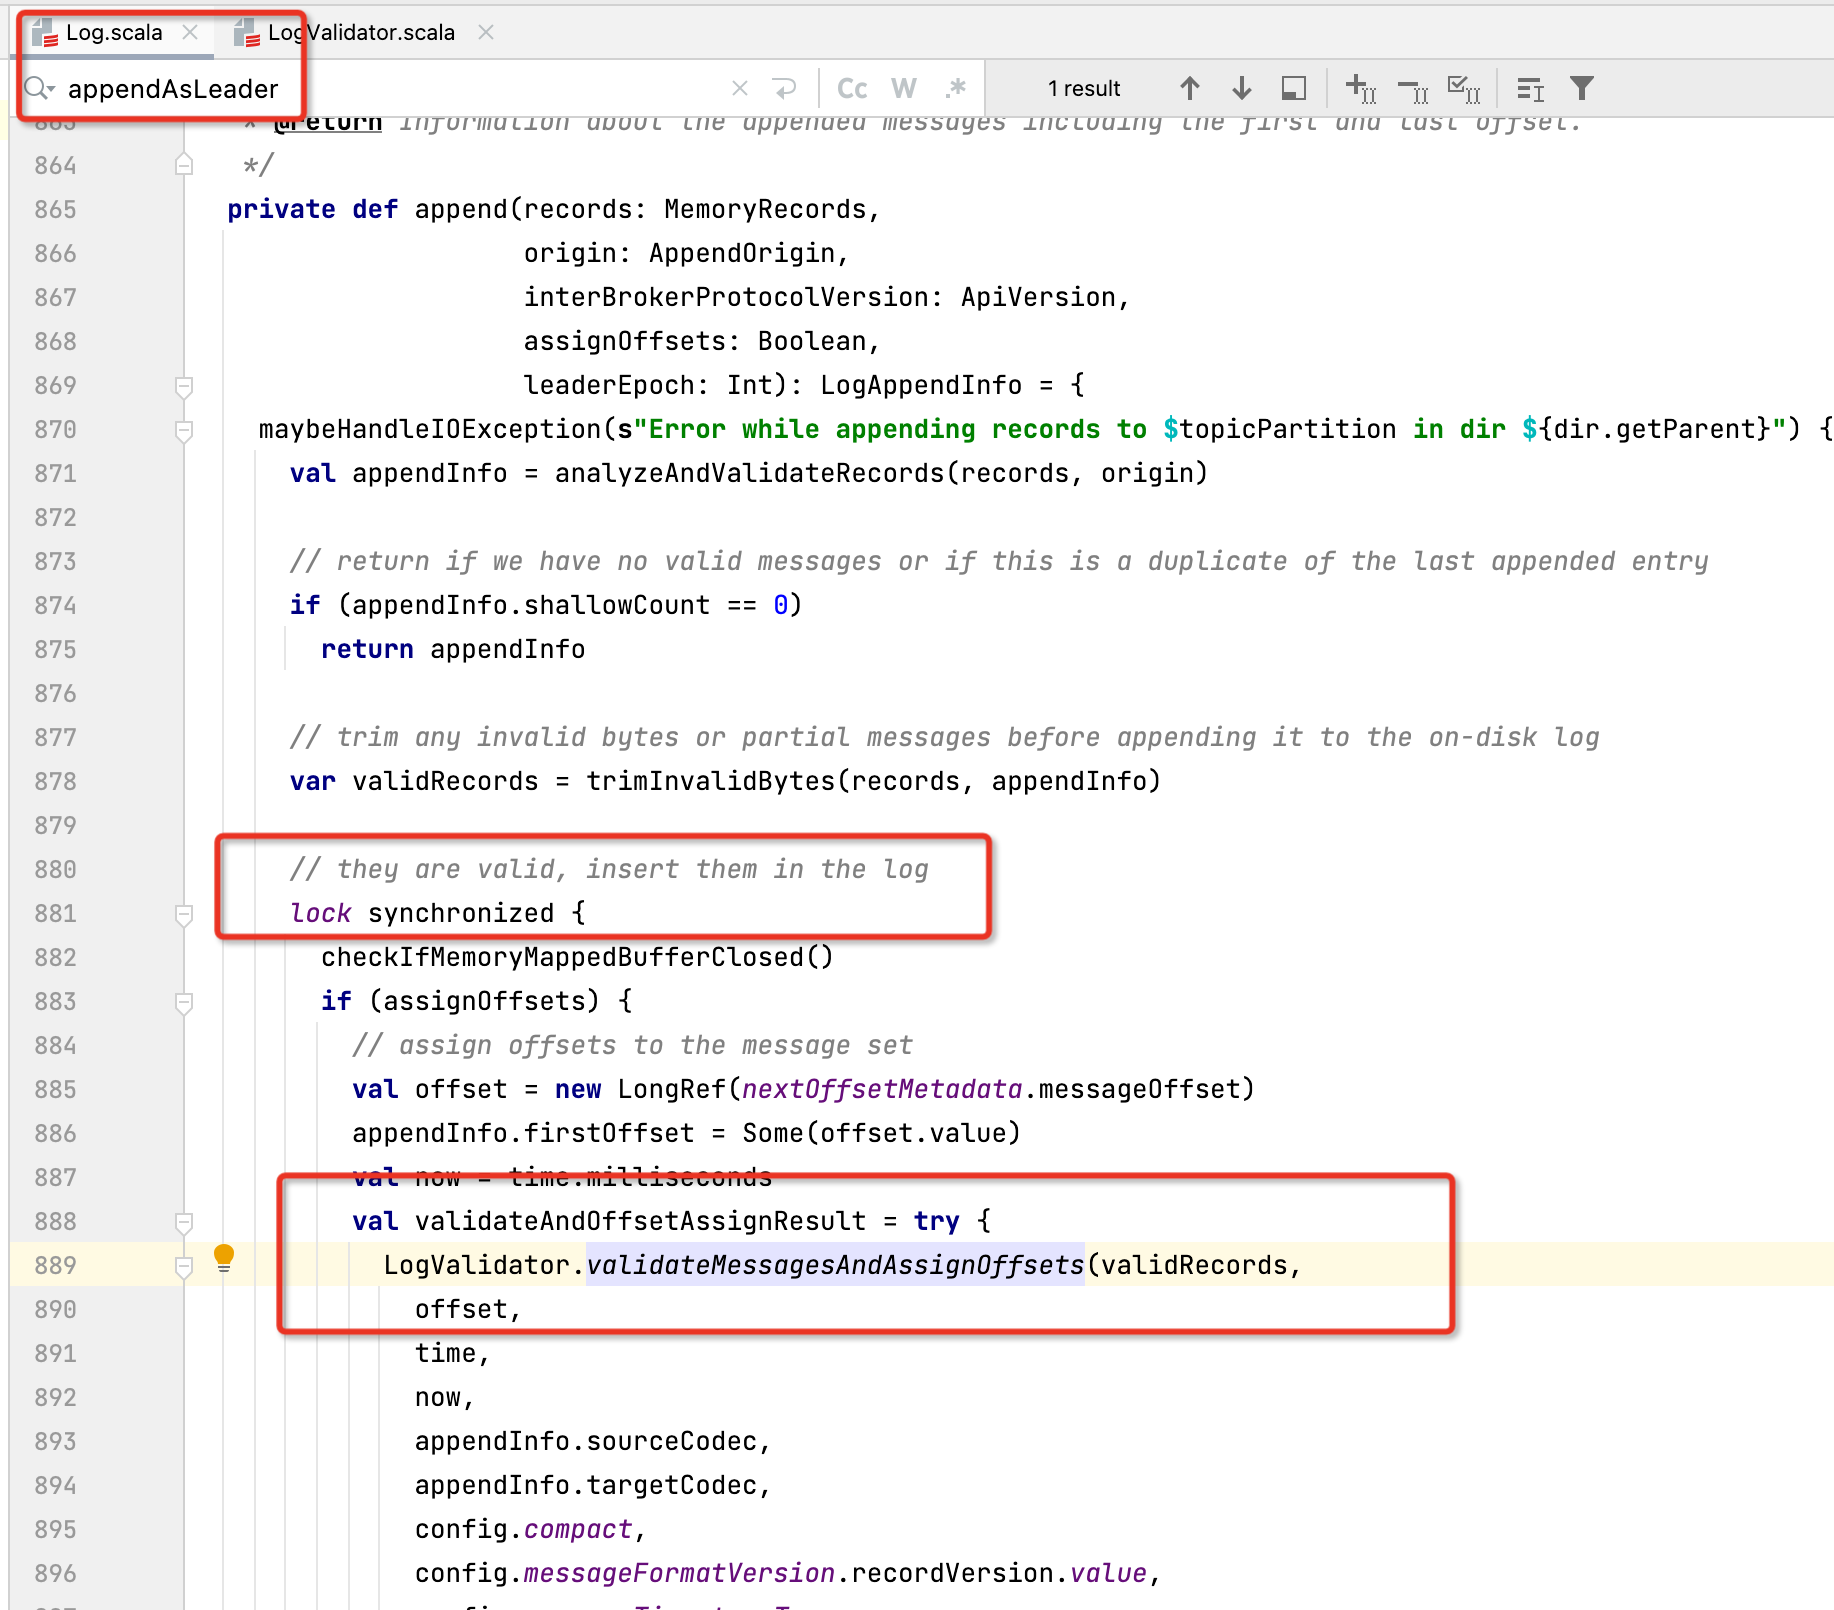 Log.scala LogValidator.scala
appendAsLeader Cc W .* 1 result
863 * @return Information about the appended messages including the first and last offset.
864 */
865 private def append(records: MemoryRecords,
866 origin: AppendOrigin,
867 interBrokerProtocolVersion: ApiVersion,
868 assignOffsets: Boolean,
869 leaderEpoch: Int): LogAppendInfo = {
870 maybeHandleIOException(s"Error while appending records to $topicPartition in dir ${dir.getParent}") {
871 val appendInfo = analyzeAndValidateRecords(records, origin)
872
873 // return if we have no valid messages or if this is a duplicate of the last appended entry
874 if (appendInfo.shallowCount == 0)
875 return appendInfo
876
877 // trim any invalid bytes or partial messages before appending it to the on-disk log
878 var validRecords = trimInvalidBytes(records, appendInfo)
879
880 // they are valid, insert them in the log
881 lock synchronized {
882 checkIfMemoryMappedBufferClosed()
883 if (assignOffsets) {
884 // assign offsets to the message set
885 val offset = new LongRef(nextOffsetMetadata.messageOffset)
886 appendInfo.firstOffset = Some(offset.value)
887 val now = time.milliseconds
888 val validateAndOffsetAssignResult = try {
889 LogValidator.validateMessagesAndAssignOffsets(validRecords,
890 offset,
891 time,
892 now,
893 appendInfo.sourceCodec,
894 appendInfo.targetCodec,
895 config.compact,
896 config.messageFormatVersion.recordVersion.value,